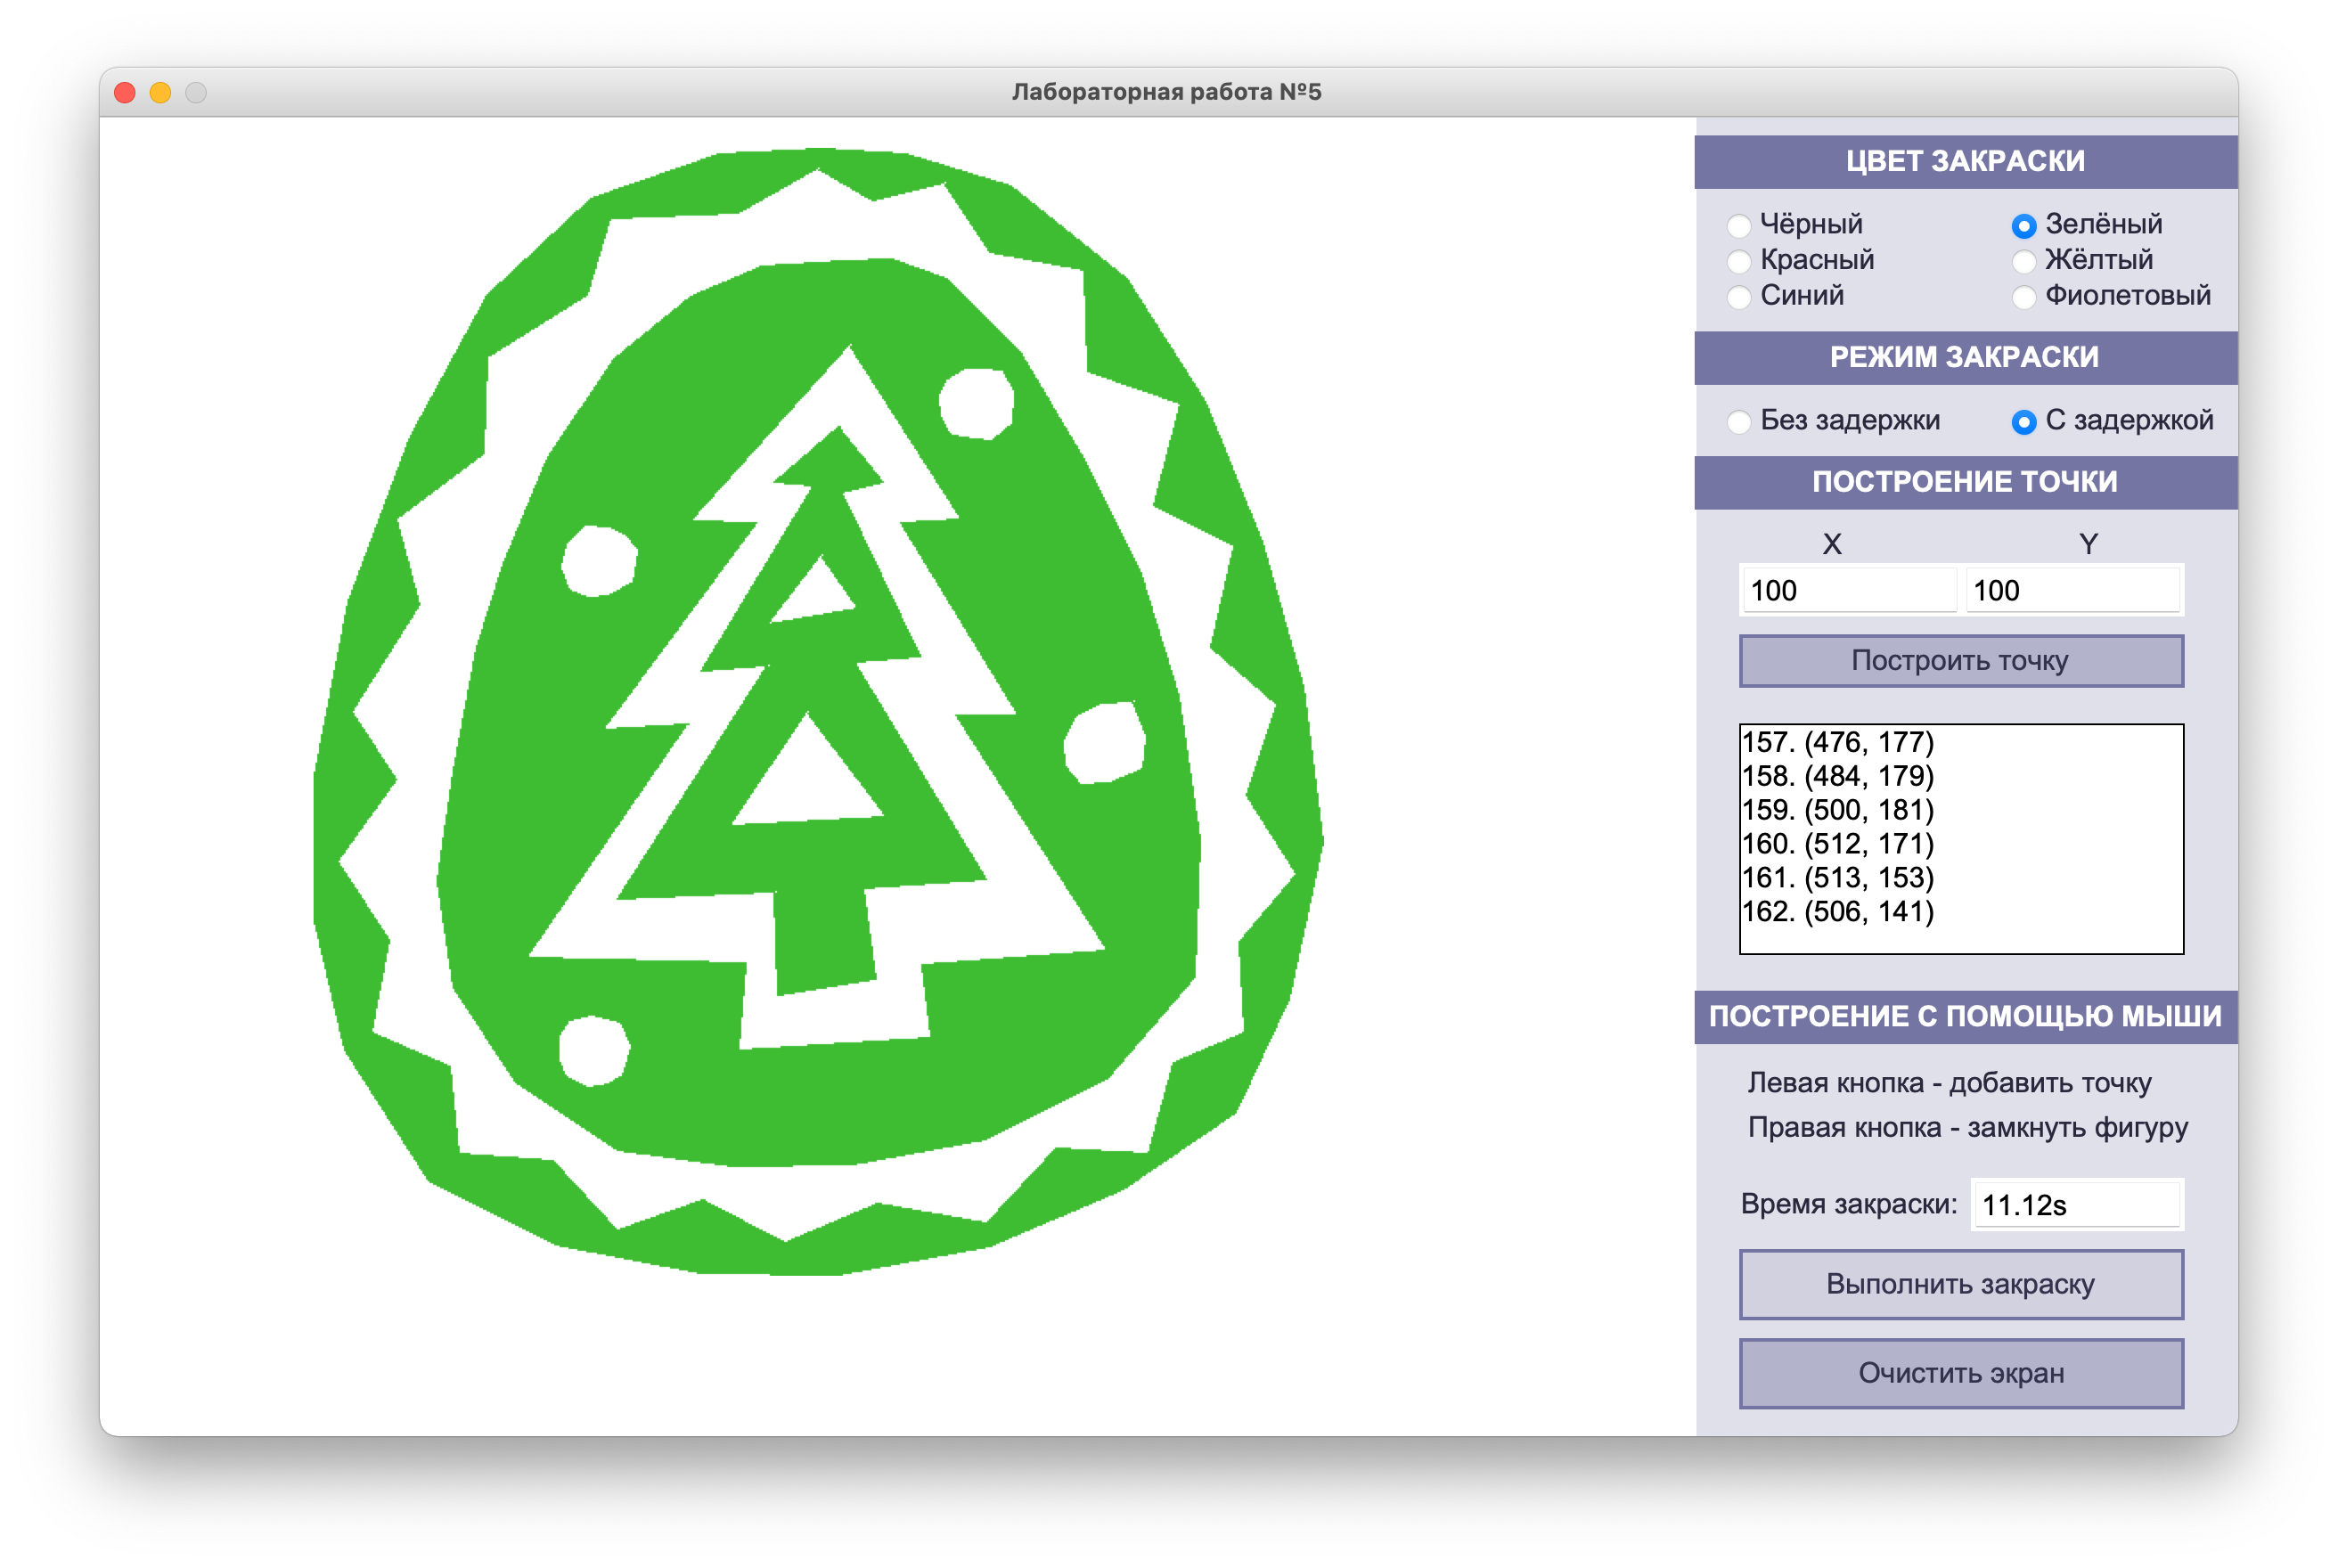 Лабораторная работа №5
ЦВЕТ ЗАКРАСКИ
Чёрный Зелёный
Красный Жёлтый
Синий Фиолетовый
РЕЖИМ ЗАКРАСКИ
Без задержки С задержкой
ПОСТРОЕНИЕ ТОЧКИ
X Y
100 100
Построить точку
157. (476, 177)
158. (484, 179)
159. (500, 181)
160. (512, 171)
161. (513, 153)
162. (506, 141)
ПОСТРОЕНИЕ С ПОМОЩЬЮ МЫШИ
Левая кнопка - добавить точку
Правая кнопка - замкнуть фигуру
Время закраски: 11.12s
Выполнить закраску
Очистить экран